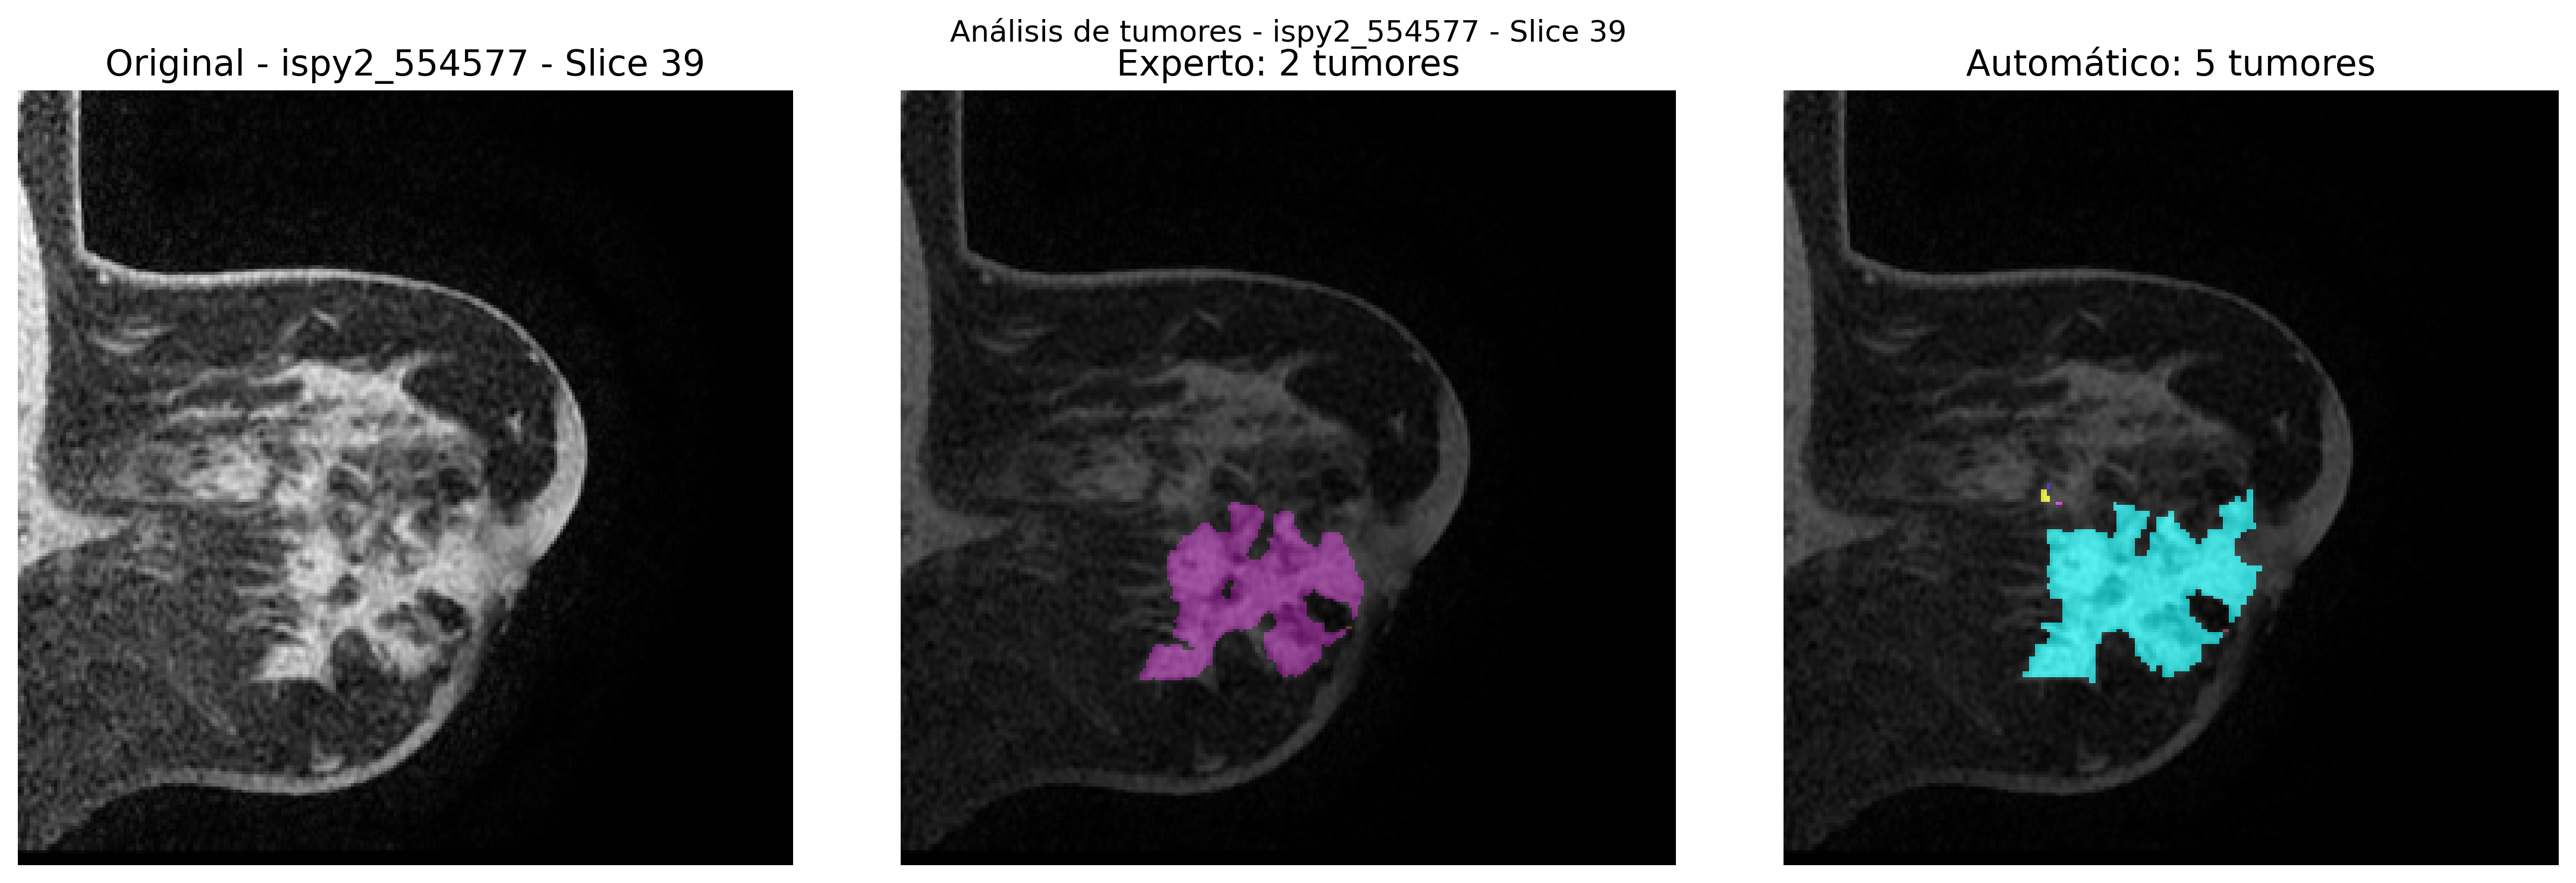 Análisis de tumores - ispy2_554577 - Slice 39
Original - ispy2_554577 - Slice 39
Experto: 2 tumores
Automático: 5 tumores